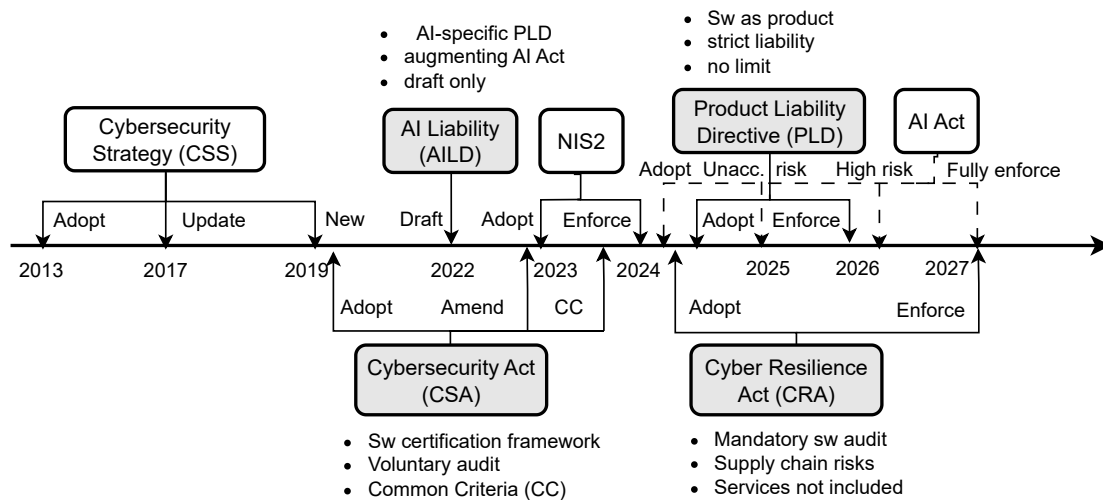 • AI-specific PLD
• augmenting AI Act
• draft only
• Sw as product
• strict liability
• no limit
Cybersecurity
Strategy (CSS)
AI Liability
(AILD)
NIS2
Product Liability
Directive (PLD)
AI Act
Adopt Unacc. risk High risk Fully enforce
Adopt Update New Draft Adopt Enforce Adopt Enforce
2013 2017 2019 2022 2023 2024 2025 2026 2027
Adopt Amend CC Adopt Enforce
Cybersecurity Act
(CSA)
Cyber Resilience
Act (CRA)
• Sw certification framework
• Voluntary audit
• Common Criteria (CC)
• Mandatory sw audit
• Supply chain risks
• Services not included